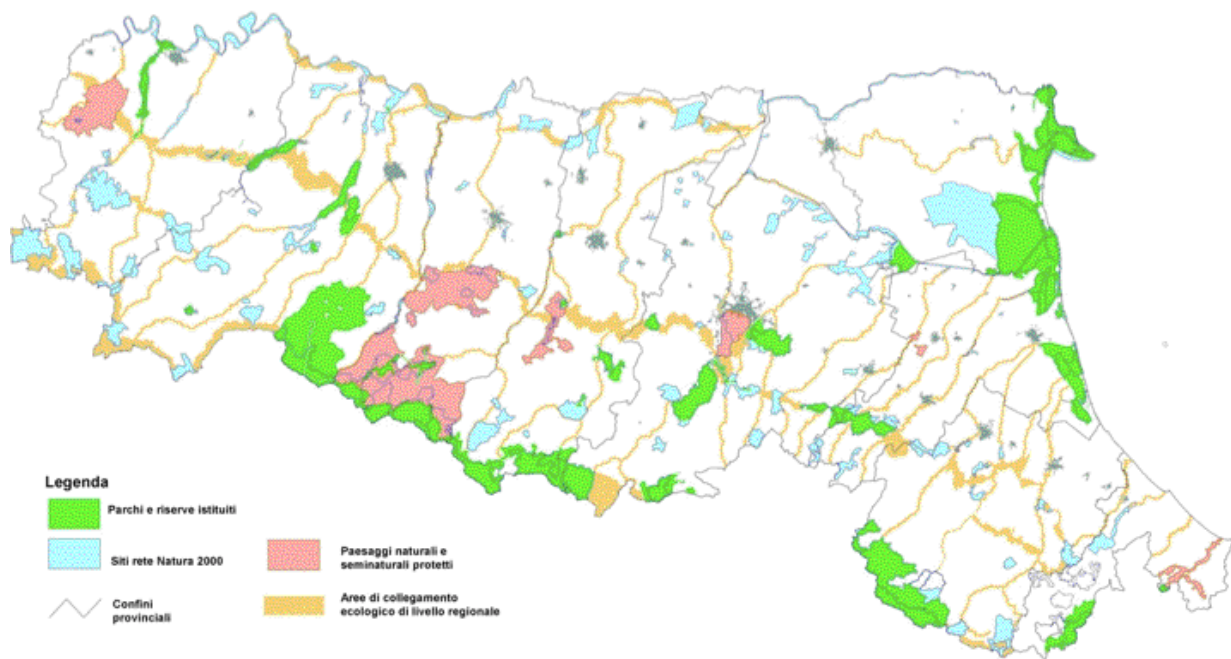 Legenda
Parchi e riserve istituiti
Siti rete Natura 2000
Confini
provinciali
Paesaggi naturali e
seminaturali protetti
Aree di collegamento
ecologico di livello regionale